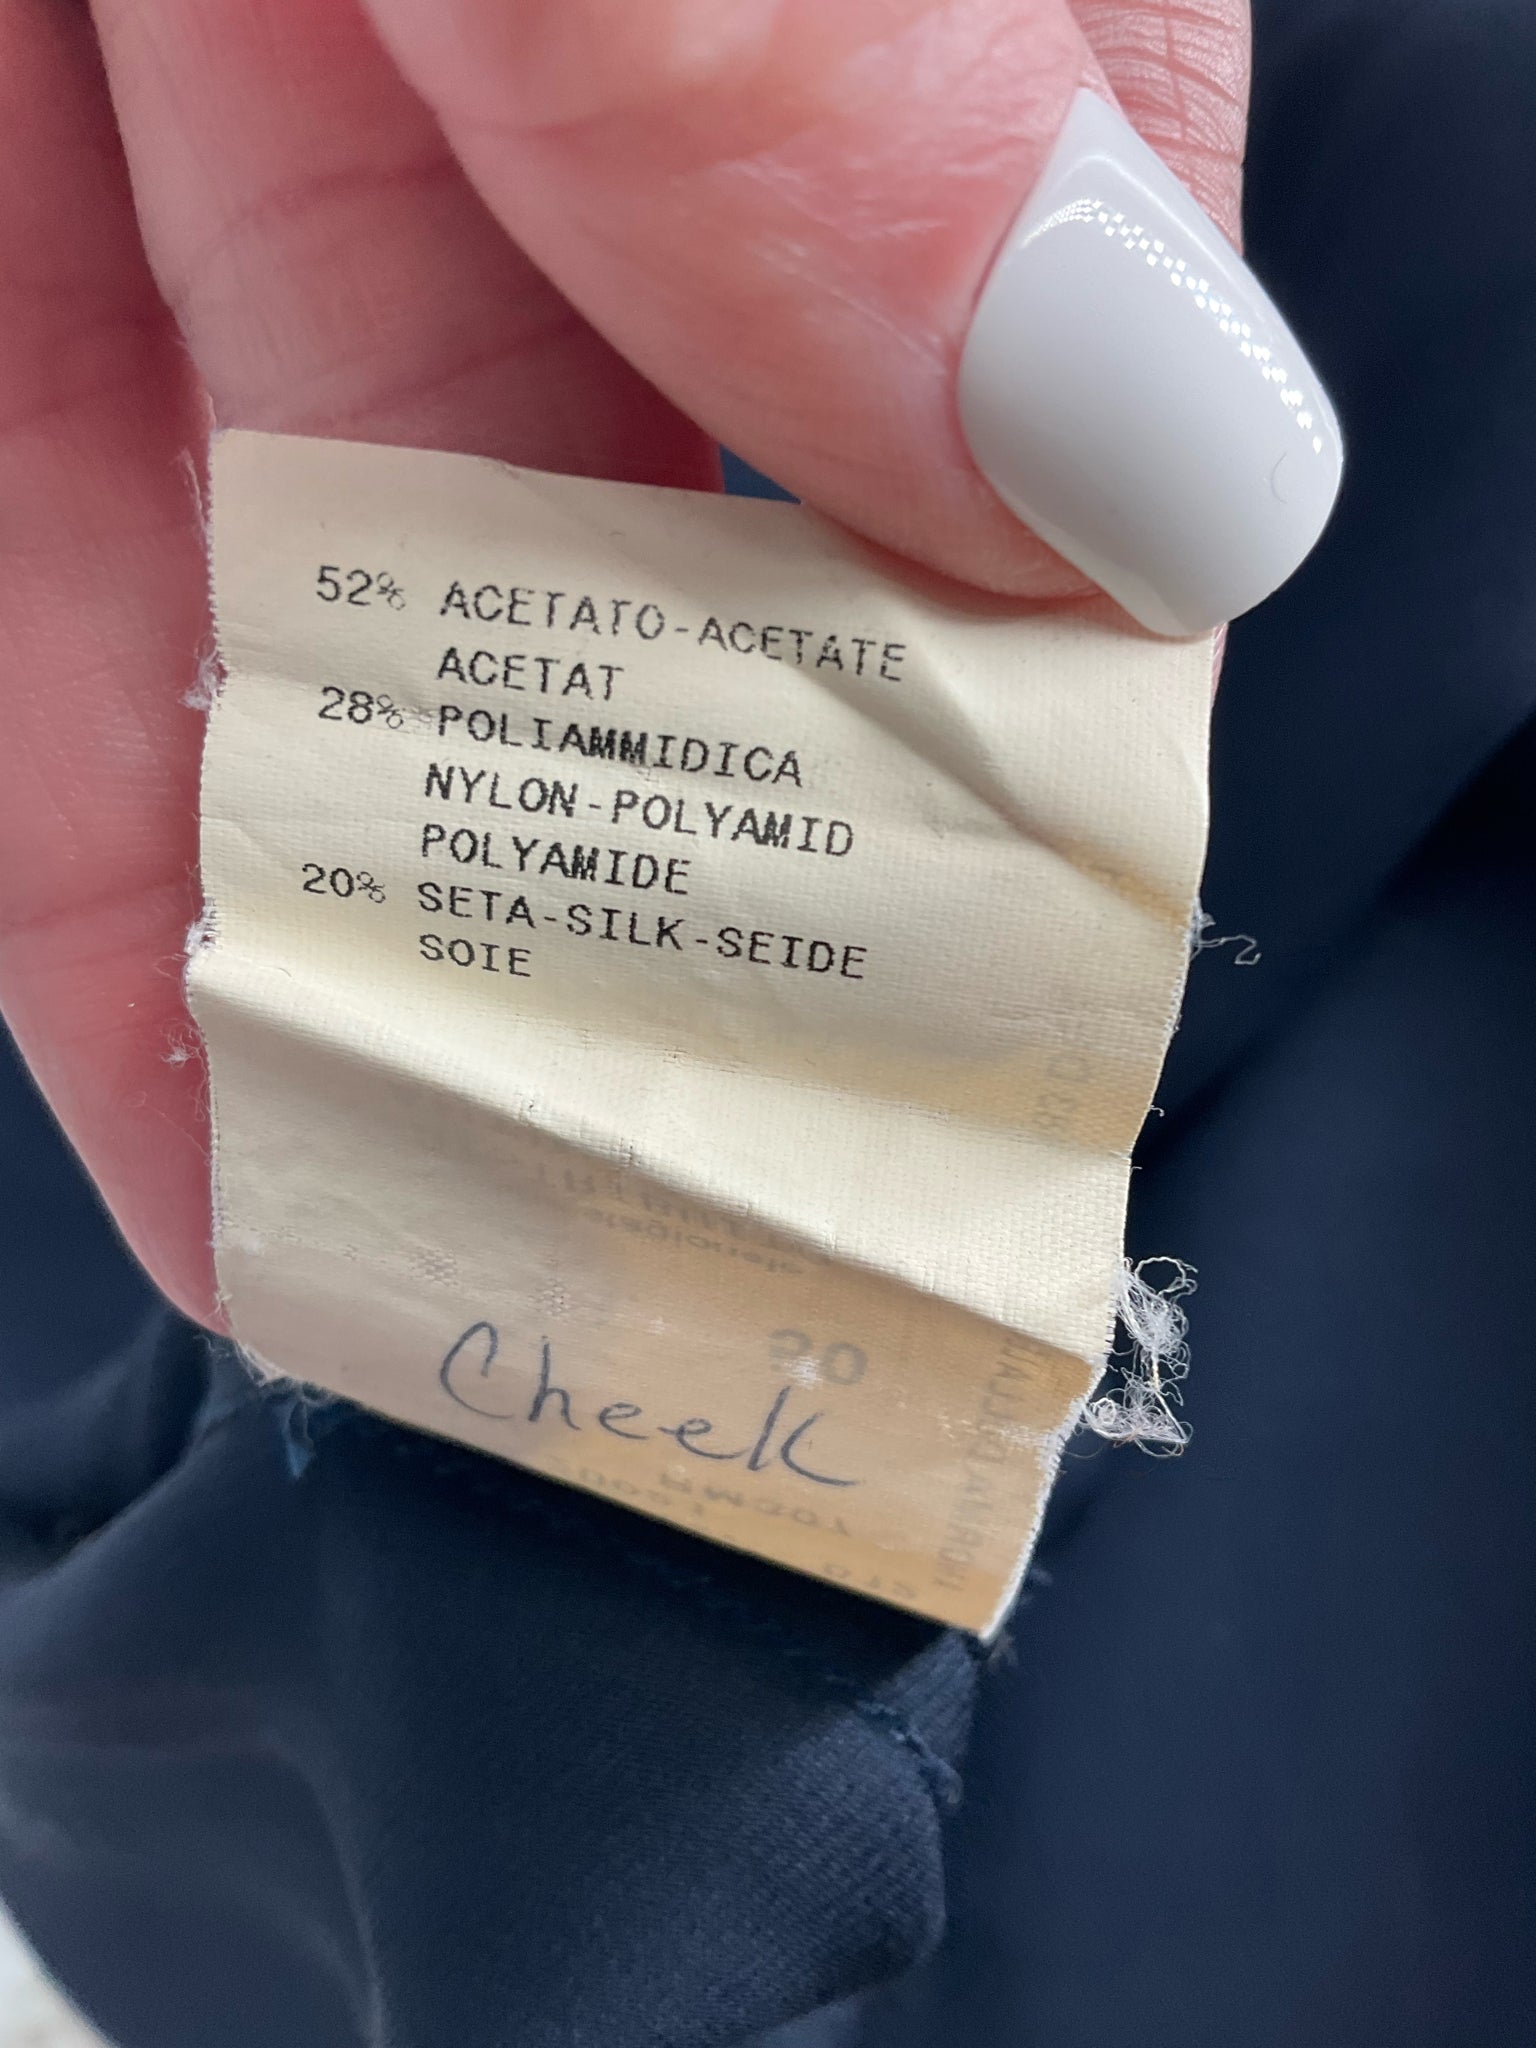 52% ACETATO-ACETATE
ACETAT
28% POLIAMMIDICA
NYLON-POLYAMID
POLYAMIDE
20% SETA-SILK-SEIDE
SOIE
Cheek